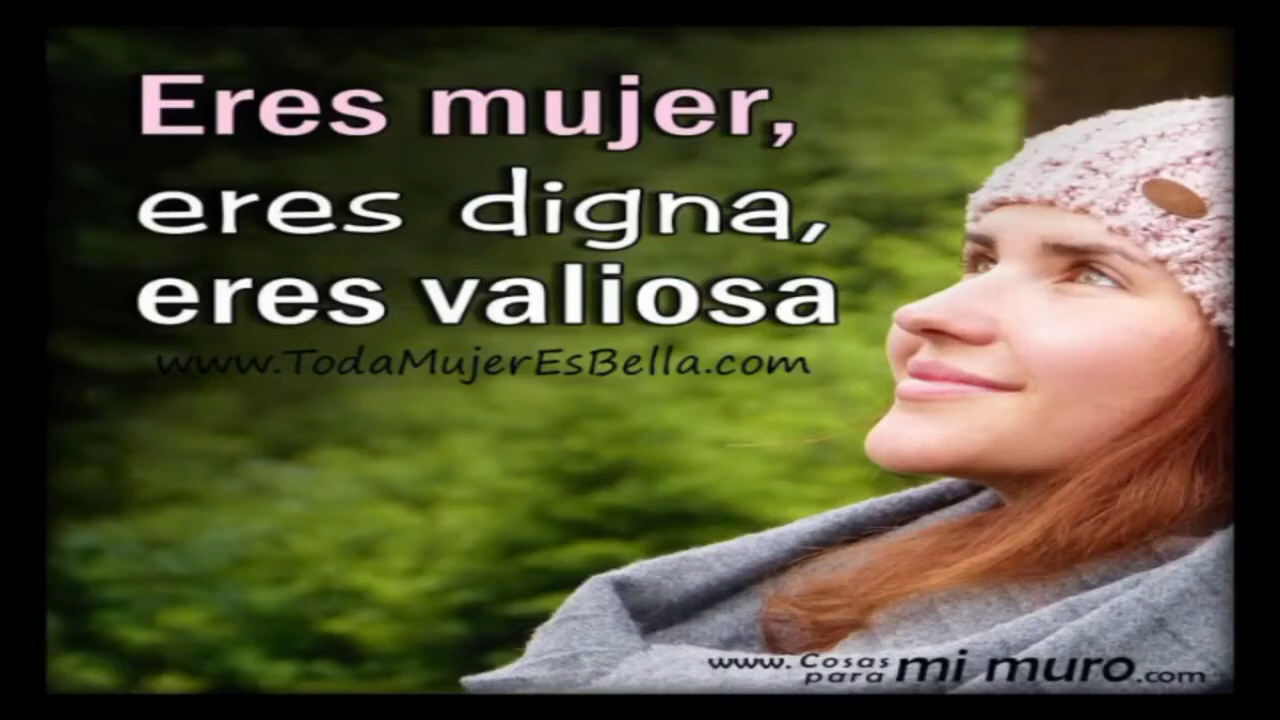 Eres mujer,
eres digna,
eres valiosa
www.TodaMujerEsBella.com
www.Cosas para mi muro.com